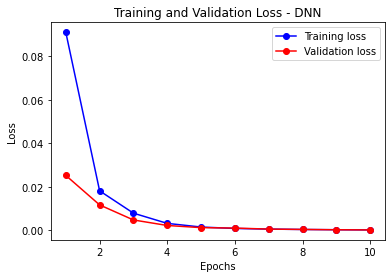 Training and Validation Loss - DNN
Training loss
Validation loss
Loss
0.08
0.06
0.04
0.02
0.00
2 4 6 8 10
Epochs